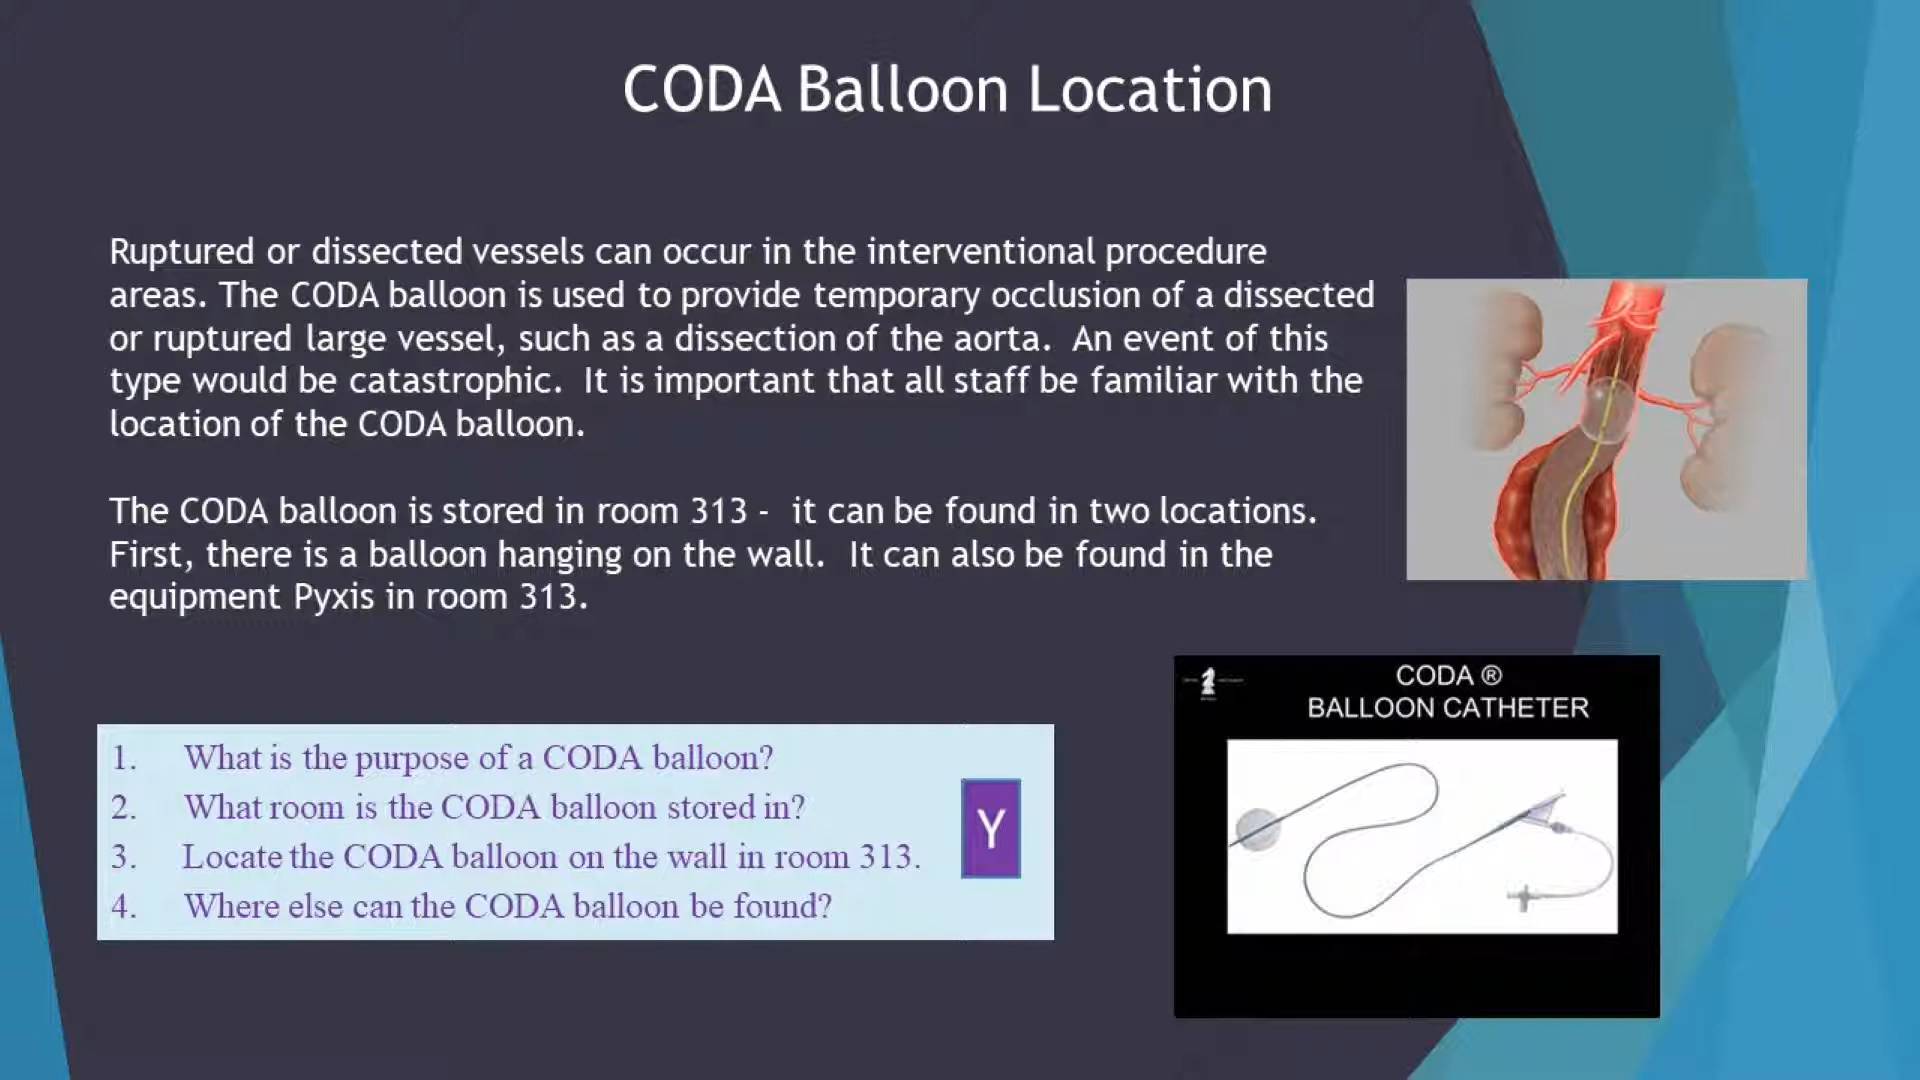 CODA Balloon Location
Ruptured or dissected vessels can occur in the interventional procedure
areas. The CODA balloon is used to provide temporary occlusion of a dissected
or ruptured large vessel, such as a dissection of the aorta.  An event of this
type would be catastrophic.  It is important that all staff be familiar with the
location of the CODA balloon.
The CODA balloon is stored in room 313 -  it can be found in two locations.
First, there is a balloon hanging on the wall.  It can also be found in the
equipment Pyxis in room 313.
1. What is the purpose of a CODA balloon?
2. What room is the CODA balloon stored in?
3. Locate the CODA balloon on the wall in room 313.
4. Where else can the CODA balloon be found?
Y
CODA ®
BALLOON CATHETER